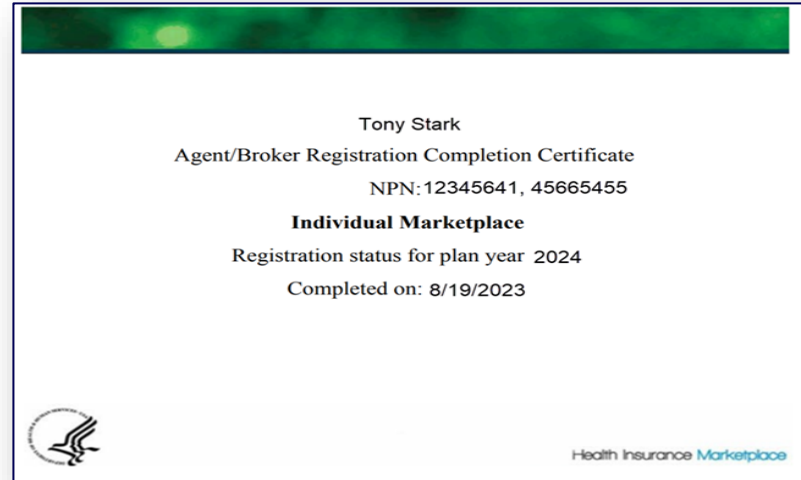 Tony Stark
Agent/Broker Registration Completion Certificate
NPN: 12345641, 45665455
Individual Marketplace
Registration status for plan year 2024
Completed on: 8/19/2023
Health Insurance Marketplace